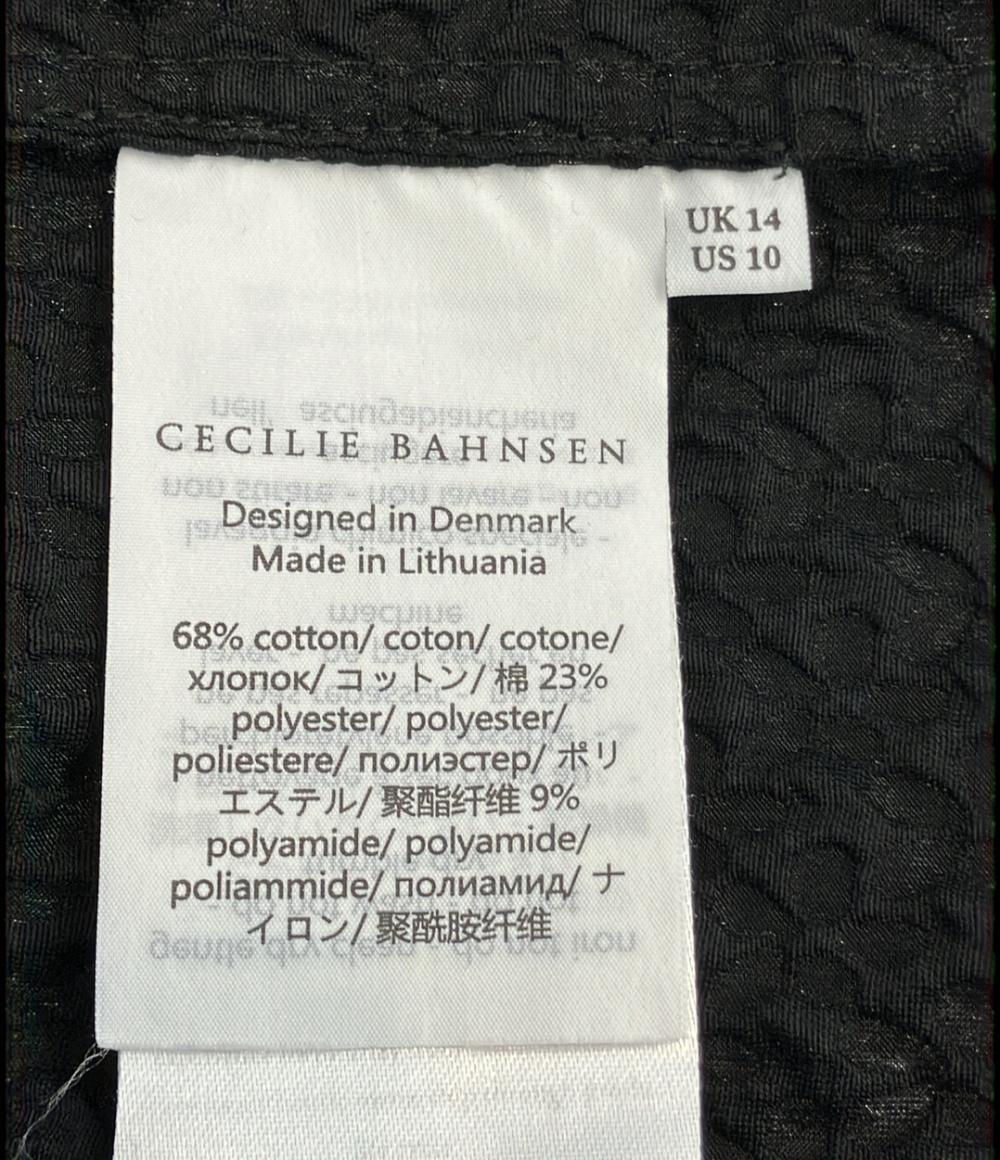 UK 14
US 10
CECILIE BAHNSEN
Designed in Denmark
Made in Lithuania
68% cotton/ coton/ cotone/
хлопок/ コットン/ 棉 23%
polyester/ polyester/
poliestere/ полиэстер/ ポリ
エステル/ 聚酯纤维 9%
polyamide/ polyamide/
poliammide/ полиамид/ ナ
イロン/ 聚酰胺纤维